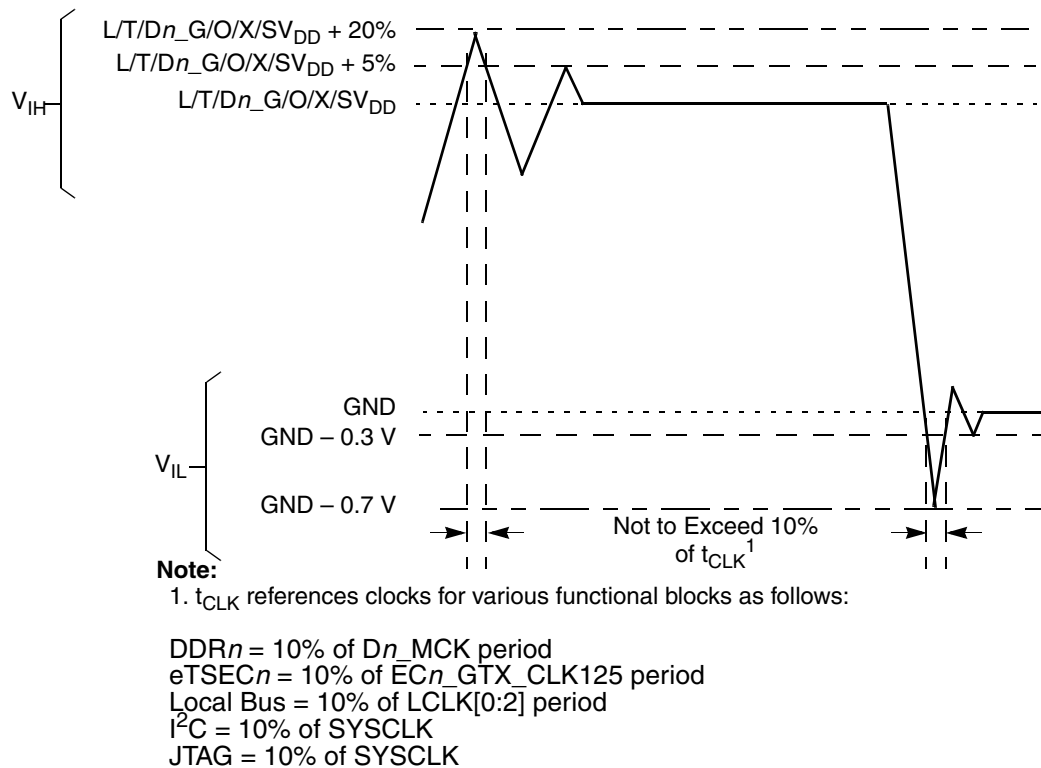 L/T/Dn_G/O/X/SVDD + 20%
L/T/Dn_G/O/X/SVDD + 5%
L/T/Dn_G/O/X/SVDD
VIH
GND
GND – 0.3 V
VIL
GND – 0.7 V
Not to Exceed 10%
of tCLK1
Note:
1. tCLK references clocks for various functional blocks as follows:
DDRn = 10% of Dn_MCK period
eTSECn = 10% of ECn_GTX_CLK125 period
Local Bus = 10% of LCLK[0:2] period
I2C = 10% of SYSCLK
JTAG = 10% of SYSCLK